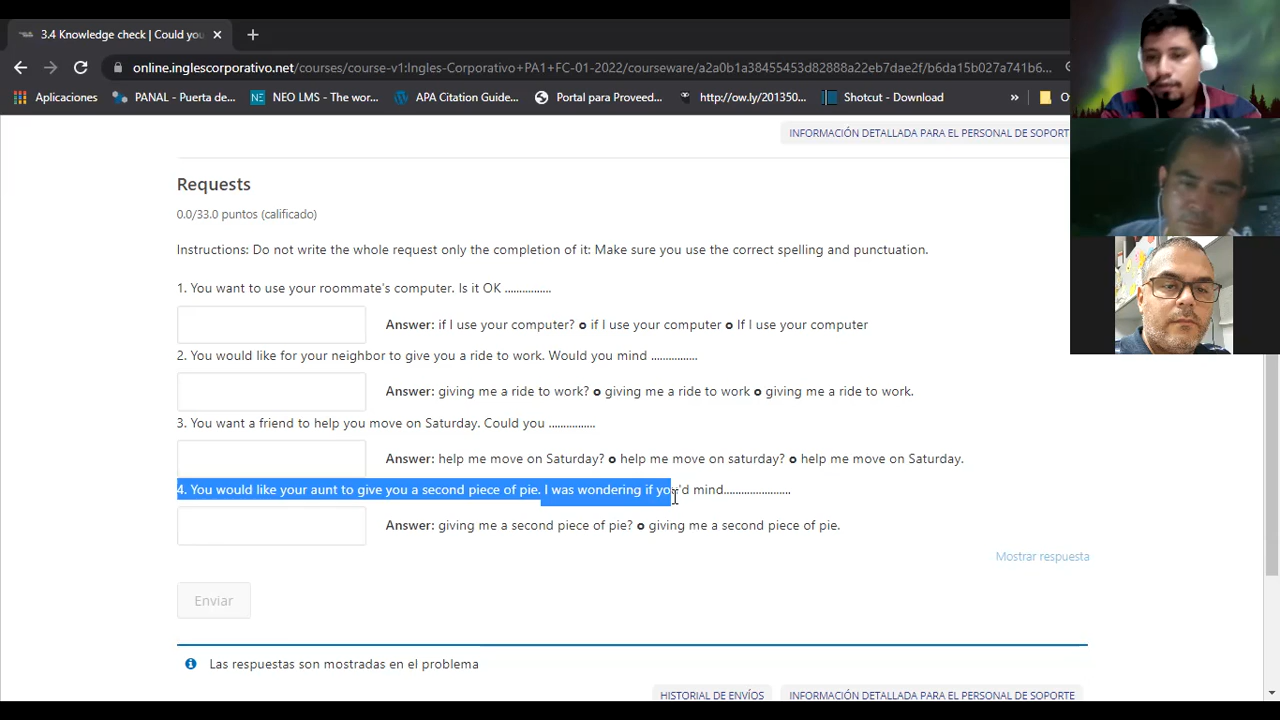 3.4 Knowledge check | Could you
online.inglescorporativo.net/courses/course-v1:Ingles-Corporativo+PA1+FC-01-2022/courseware/a2a0b1a38455453d82888a22eb7dae2f/b6da15b027a741b6...
Aplicaciones PANAL - Puerta de... NEO LMS - The wor... APA Citation Guide... Portal para Proveed... http://ow.ly/201350... Shotcut - Download » O
INFORMACIÓN DETALLADA PARA EL PERSONAL DE SOPORTE
Requests
0.0/33.0 puntos (calificado)
Instructions: Do not write the whole request only the completion of it: Make sure you use the correct spelling and punctuation.
1. You want to use your roommate's computer. Is it OK ...............
Answer: if I use your computer? o if I use your computer o If I use your computer
2. You would like for your neighbor to give you a ride to work. Would you mind ...............
Answer: giving me a ride to work? o giving me a ride to work o giving me a ride to work.
3. You want a friend to help you move on Saturday. Could you ...............
Answer: help me move on Saturday? o help me move on saturday? o help me move on Saturday.
4. You would like your aunt to give you a second piece of pie. I was wondering if you'd mind......................
Answer: giving me a second piece of pie? o giving me a second piece of pie.
Mostrar respuesta
Enviar
Las respuestas son mostradas en el problema
HISTORIAL DE ENVÍOS INFORMACIÓN DETALLADA PARA EL PERSONAL DE SOPORTE